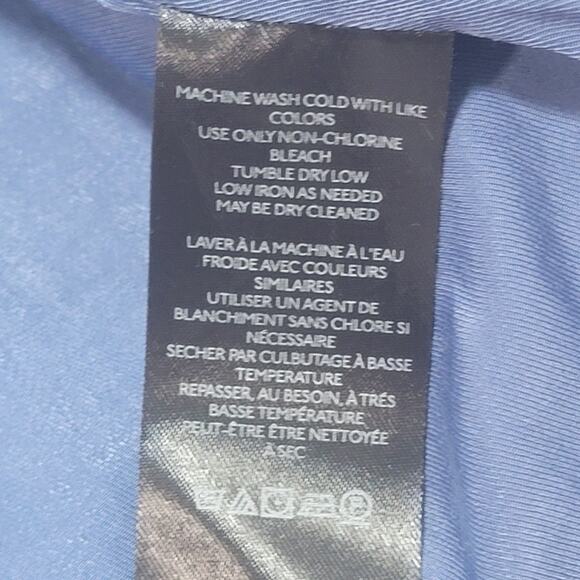 MACHINE WASH COLD WITH LIKE
COLORS
USE ONLY NON-CHLORINE
BLEACH
TUMBLE DRY LOW
LOW IRON AS NEEDED
MAY BE DRY CLEANED
LAVER À LA MACHINE À L'EAU
FROIDE AVEC COULEURS
SIMILAIRES
UTILISER UN AGENT DE
BLANCHIMENT SANS CHLORE SI
NÉCESSAIRE
SECHER PAR CULBUTAGE À BASSE
TEMPERATURE
REPASSER, AU BESOIN, À TRÉS
BASSE TEMPÉRATURE
PEUT-ÊTRE ÊTRE NETTOYÉE
À SEC